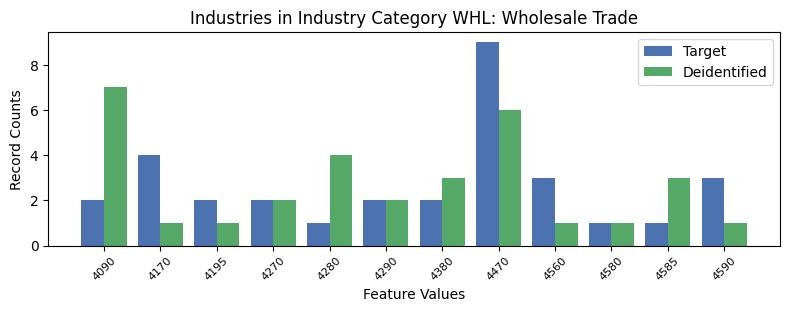 Industries in Industry Category WHL: Wholesale Trade
Target
Deidentified
Record Counts
8
6
4
2
0
4090 4170 4195 4270 4280 4290 4380 4470 4560 4580 4585 4590
Feature Values